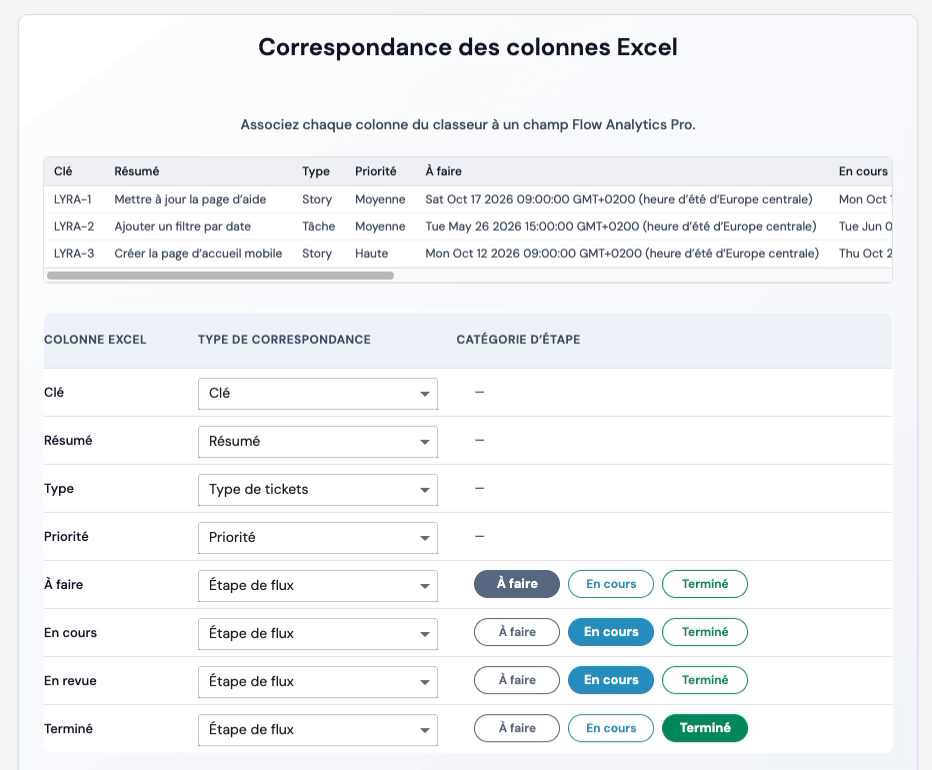 Correspondance des colonnes Excel
Associez chaque colonne du classeur à un champ Flow Analytics Pro.
Clé Résumé Type Priorité À faire En cours
LYRA-1 Mettre à jour la page d’aide Story Moyenne Sat Oct 17 2026 09:00:00 GMT+0200 (heure d’été d’Europe centrale) Mon Oct
LYRA-2 Ajouter un filtre par date Tâche Moyenne Tue May 26 2026 15:00:00 GMT+0200 (heure d’été d’Europe centrale) Tue Jun
LYRA-3 Créer la page d’accueil mobile Story Haute Mon Oct 12 2026 09:00:00 GMT+0200 (heure d’été d’Europe centrale) Thu Oct
COLONNE EXCEL TYPE DE CORRESPONDANCE CATÉGORIE D’ÉTAPE
Clé Clé —
Résumé Résumé —
Type Type de tickets —
Priorité Priorité —
À faire Étape de flux À faire En cours Terminé
En cours Étape de flux À faire En cours Terminé
En revue Étape de flux À faire En cours Terminé
Terminé Étape de flux À faire En cours Terminé